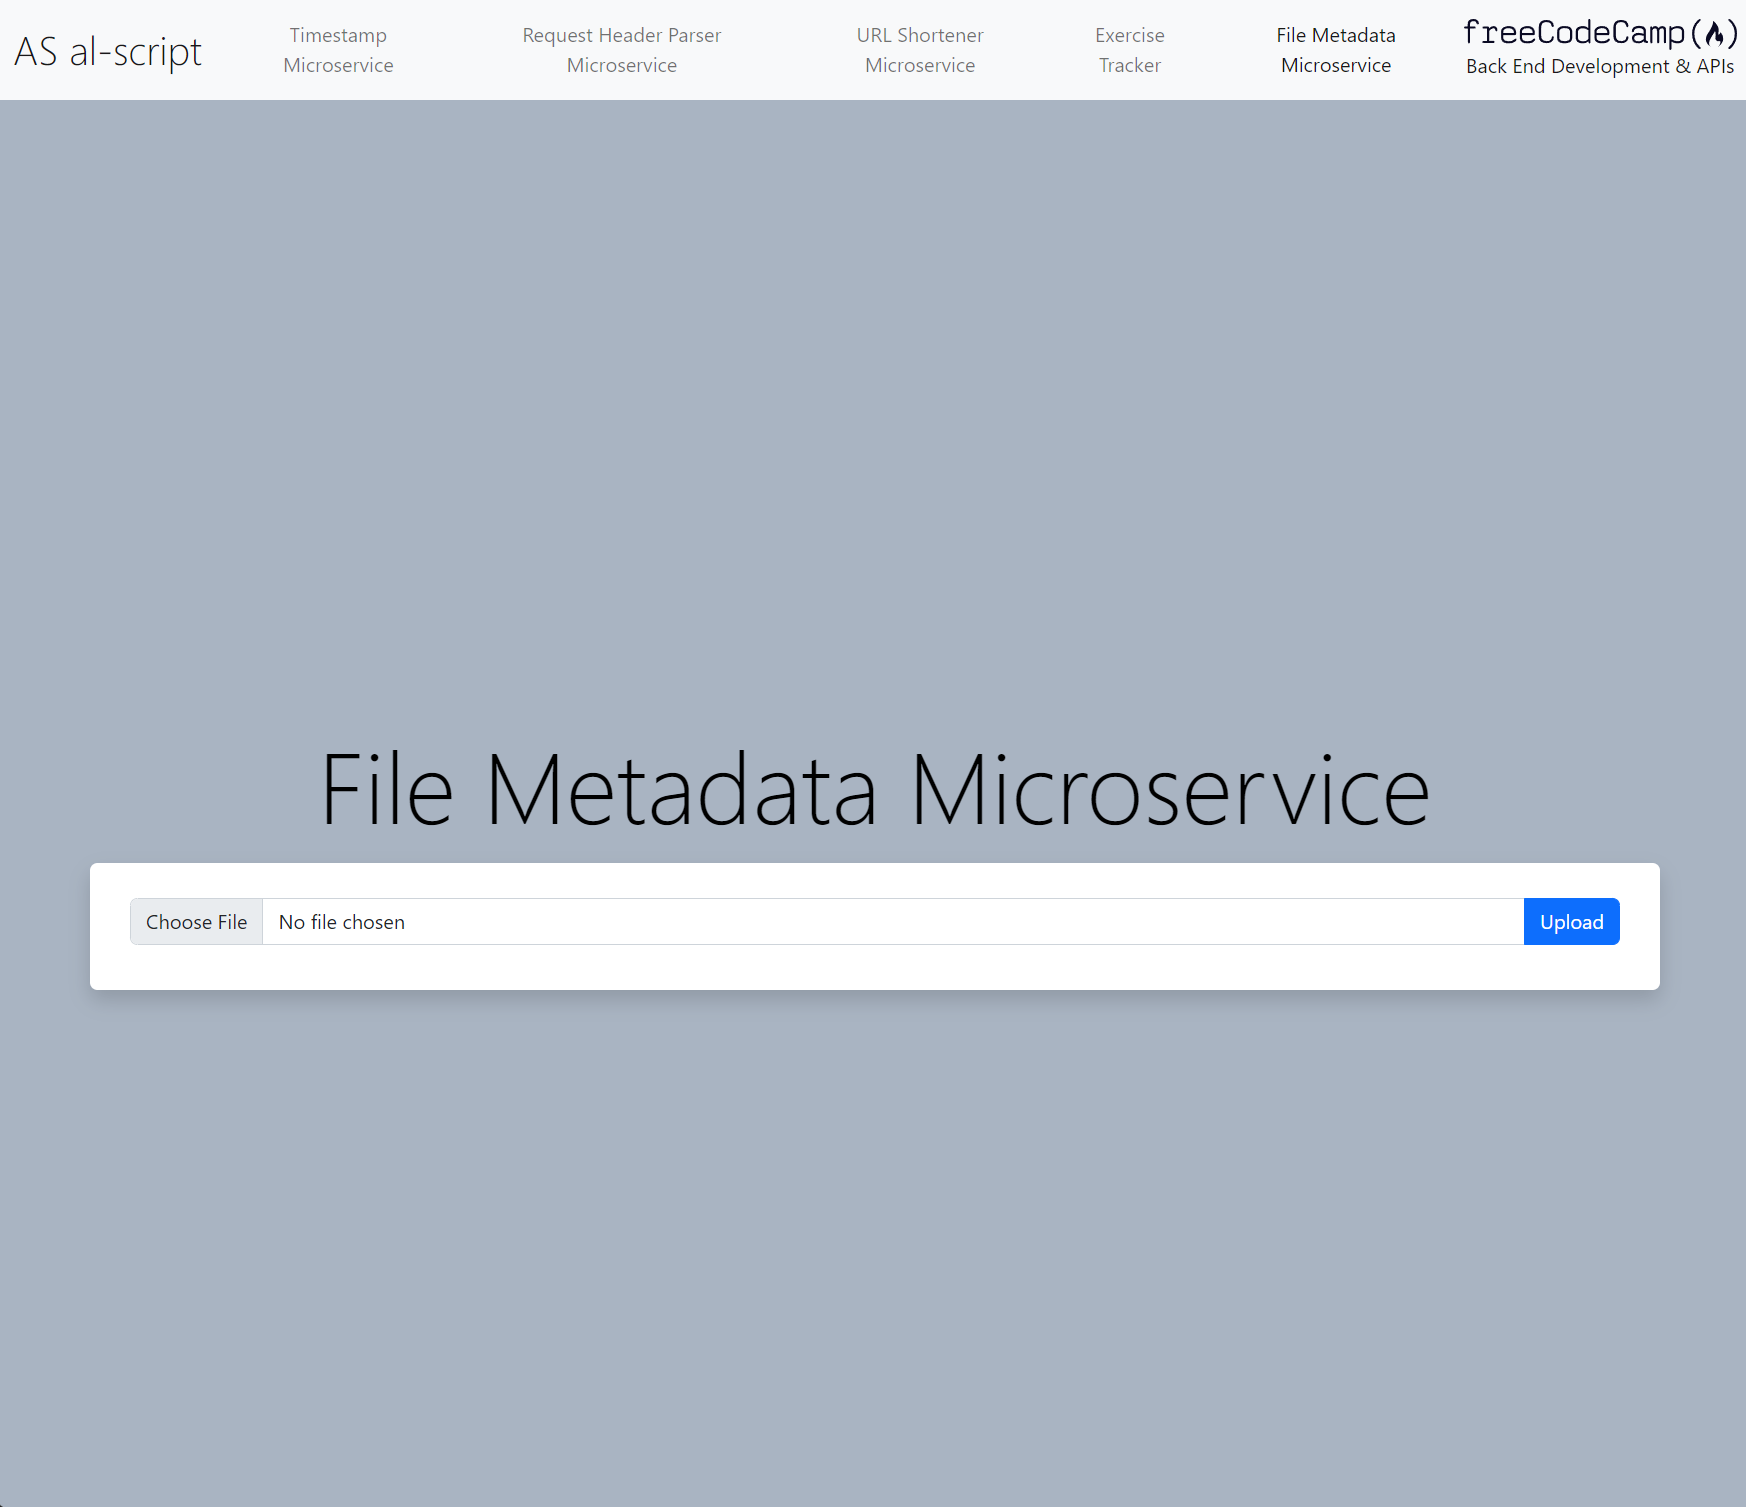 AS al-script
Timestamp
Microservice
Request Header Parser
Microservice
URL Shortener
Microservice
Exercise
Tracker
File Metadata
Microservice
freeCodeCamp(🔥)
Back End Development & APIs
File Metadata Microservice
Choose File
No file chosen
Upload